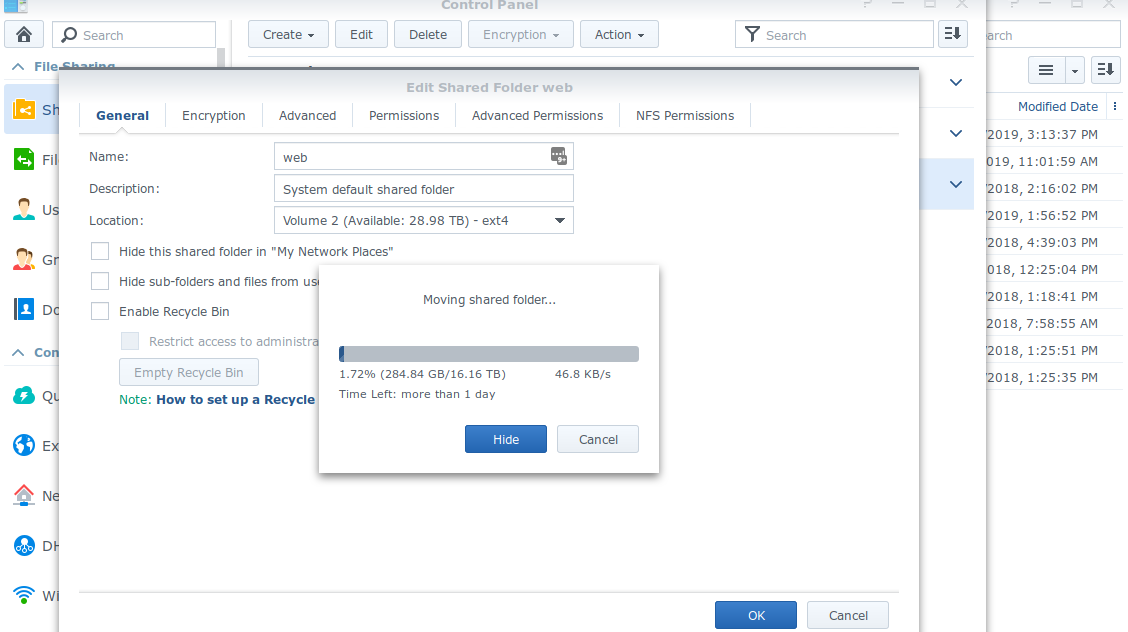 Control Panel
Search
Create Edit Delete Encryption Action Search
File Sharing
Edit Shared Folder web
General Encryption Advanced Permissions Advanced Permissions NFS Permissions
Name: web
Description: System default shared folder
Location: Volume 2 (Available: 28.98 TB) - ext4
Hide this shared folder in "My Network Places"
Hide sub-folders and files from use
Enable Recycle Bin
Restrict access to administra
Empty Recycle Bin
Note: How to set up a Recycle
Moving shared folder...
1.72% (284.84 GB/16.16 TB) 46.8 KB/s
Time Left: more than 1 day
Hide Cancel
OK Cancel
Sh
Fil
Us
Gr
Do
Con
Qu
Ex
Ne
DH
Wi
earch
Modified Date
/2019, 3:13:37 PM
019, 11:01:59 AM
/2018, 2:16:02 PM
/2019, 1:56:52 PM
/2018, 4:39:03 PM
018, 12:25:04 PM
/2018, 1:18:41 PM
2018, 7:58:55 AM
/2018, 1:25:51 PM
/2018, 1:25:35 PM